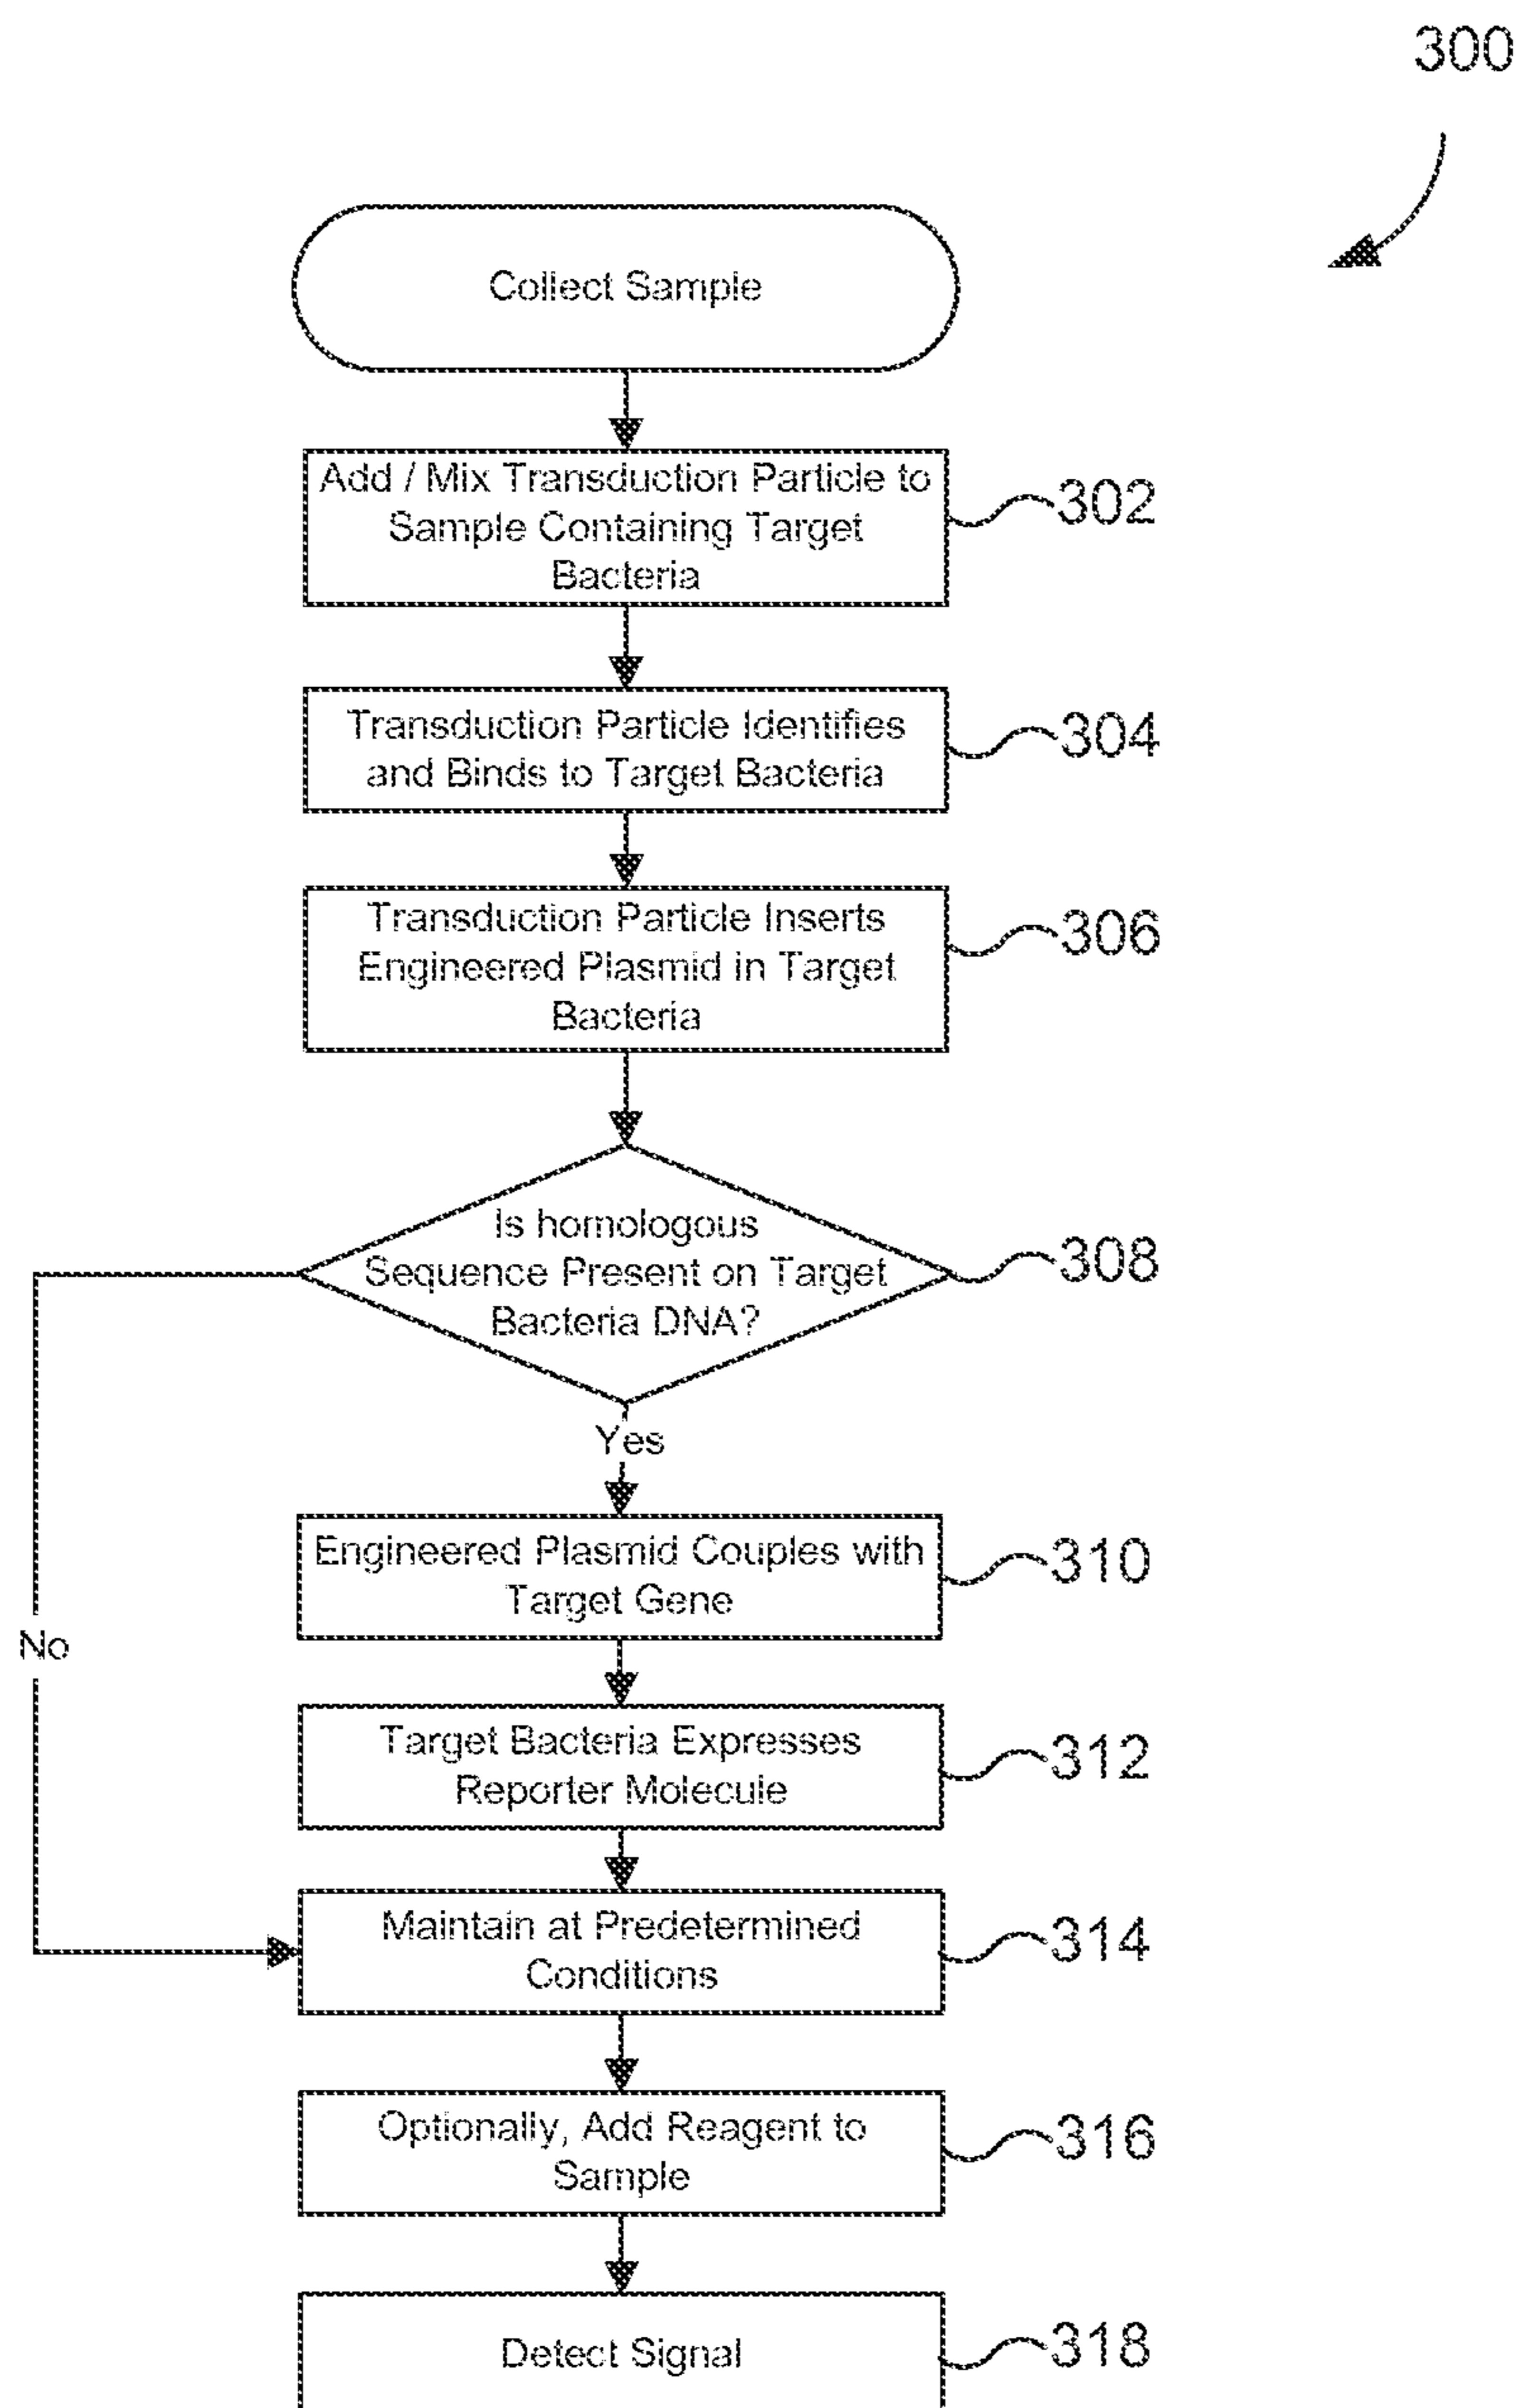 300
Collect Sample
Add / Mix Transduction Particle to
Sample Containing Target
Bacteria
302
Transduction Particle Identifies
and Binds to Target Bacteria
304
Transduction Particle Inserts
Engineered Plasmid in Target
Bacteria
306
Is homologous
Sequence Present on Target
Bacteria DNA?
308
Yes
Engineered Plasmid Couples with
Target Gene
310
No
Target Bacteria Expresses
Reporter Molecule
312
Maintain at Predetermined
Conditions
314
Optionally, Add Reagent to
Sample
316
Detect Signal
318